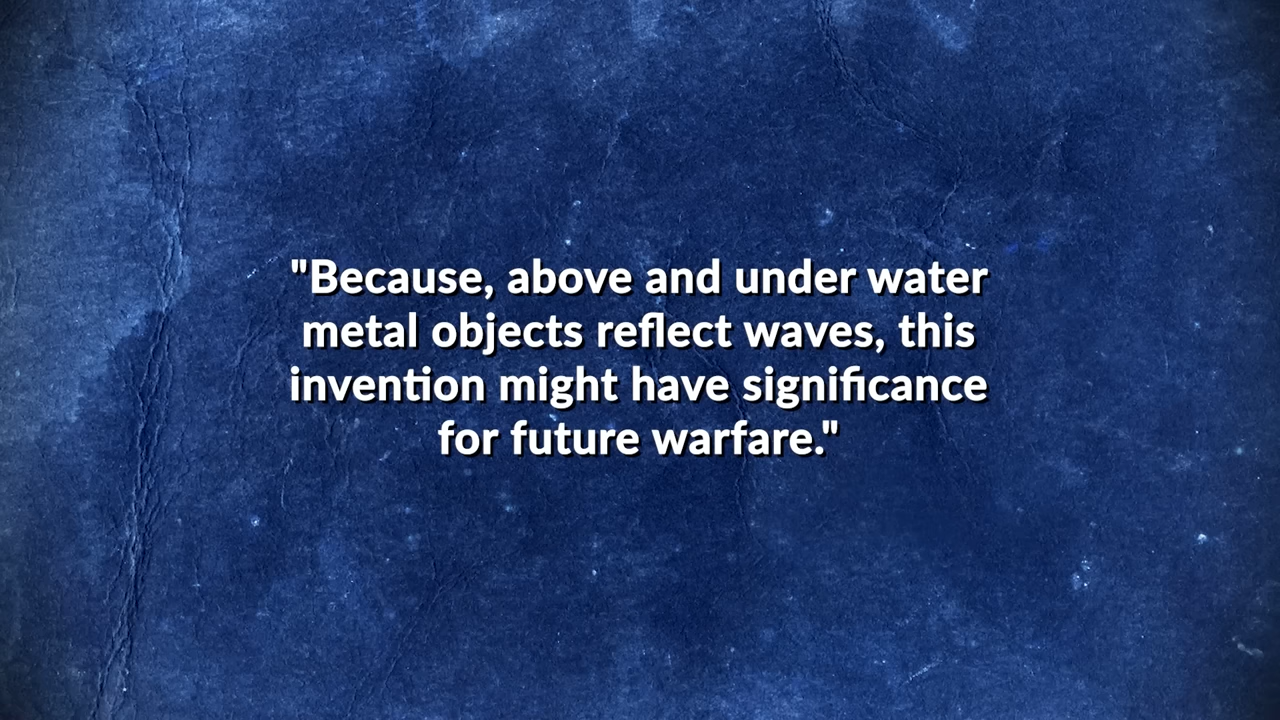 "Because, above and under water
metal objects reflect waves, this
invention might have significance
for future warfare."